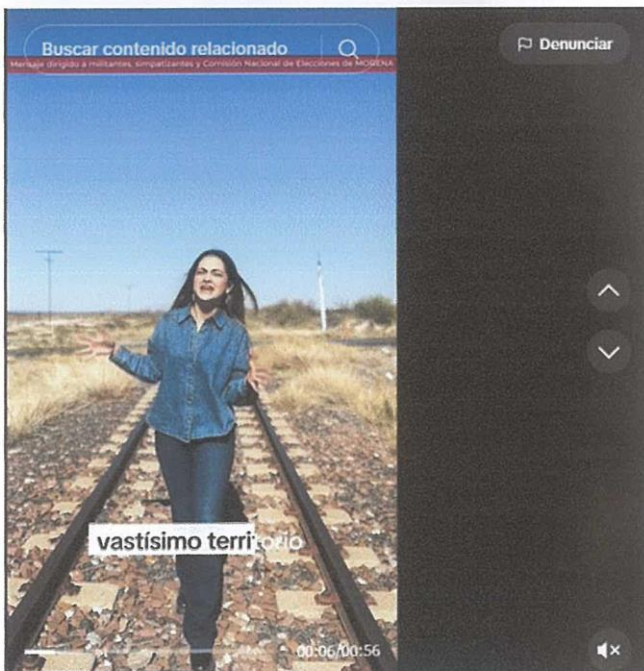 Buscar contenido relacionado
Denunciar
Mensaje dirigido a militantes, simpatizantes y Comisión Nacional de Elecciones de MORENA
vastísimo territorio
00:06/00:56